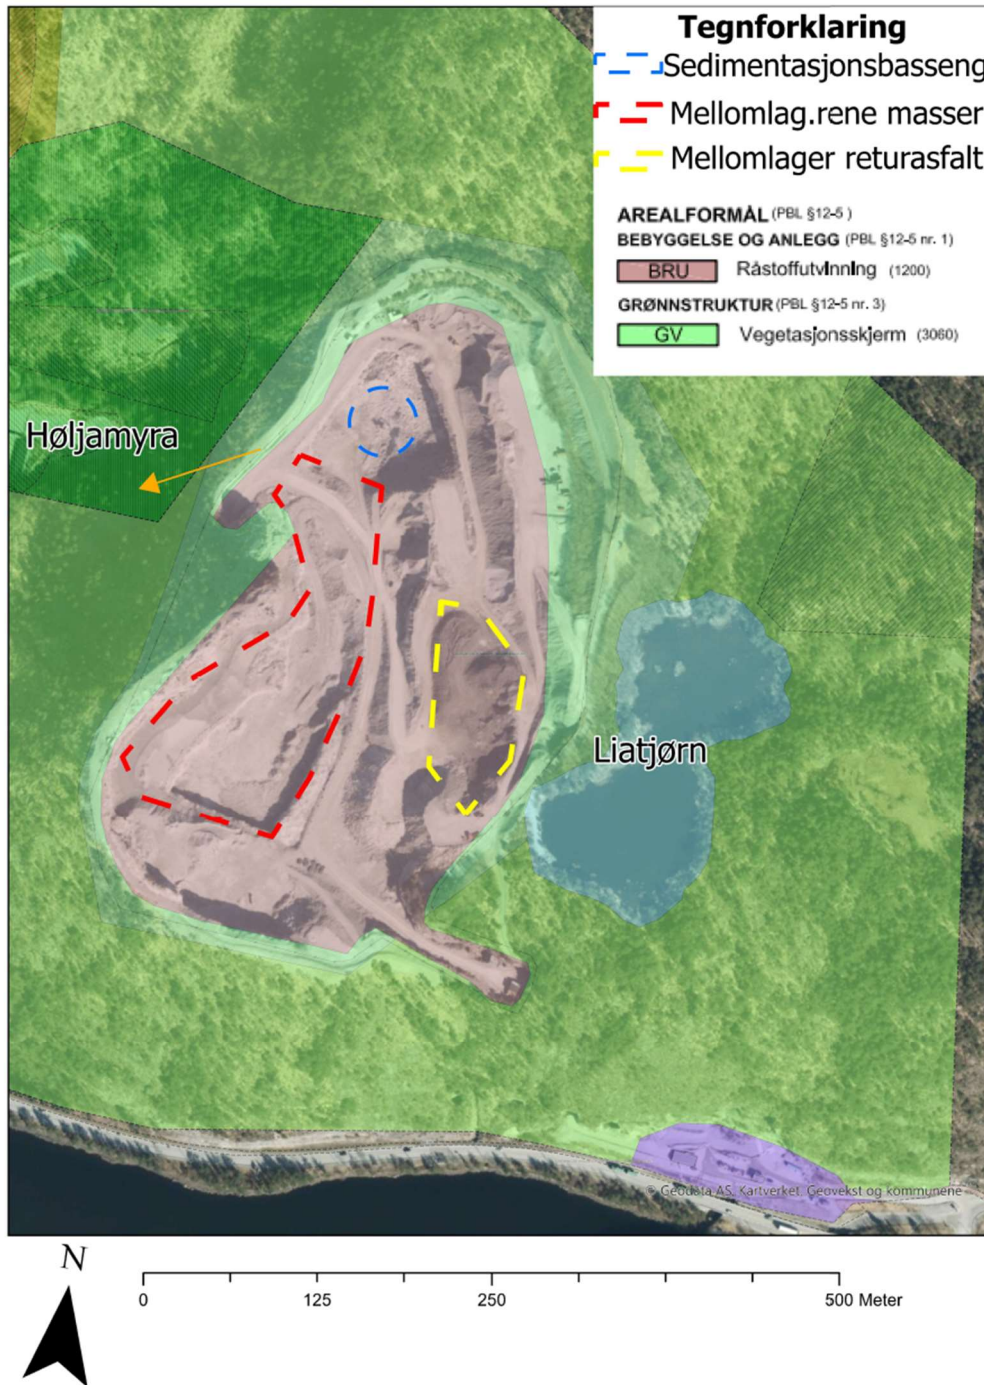 Tegnforklaring
Sedimentasjonsbasseng
Mellomlag.rene masser
Mellomlager returasfalt
AREALFORMÅL (PBL §12-5 )
BEBYGGELSE OG ANLEGG (PBL §12-5 nr. 1)
BRU Råstoffutvinning (1200)
GRØNNSTRUKTUR (PBL §12-5 nr. 3)
GV Vegetasjonsskjerm (3060)
Høljamyra
Liatjørn
© Geodata AS, Kartverket, Geovekst og kommunene
N
0 125 250 500 Meter